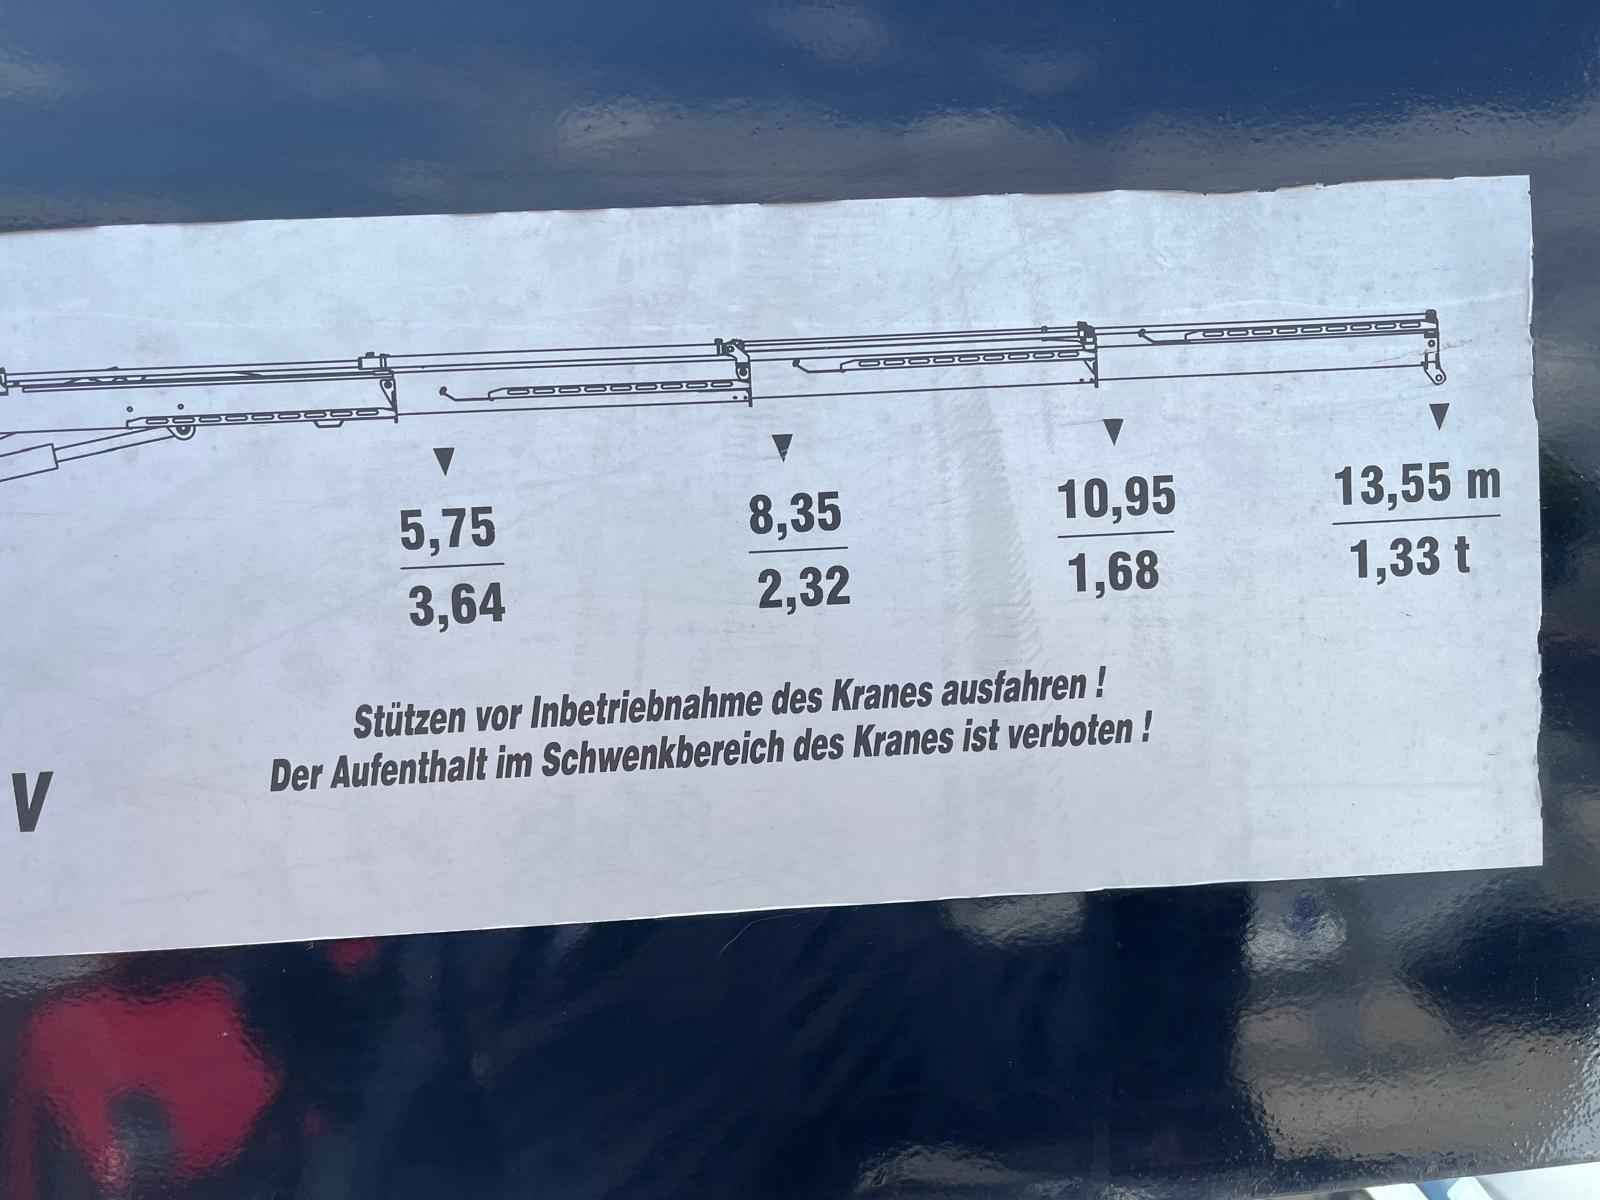 5,75 8,35 10,95 13,55 m
3,64 2,32 1,68 1,33 t
Stützen vor Inbetriebnahme des Kranes ausfahren !
Der Aufenthalt im Schwenkbereich des Kranes ist verboten !
V